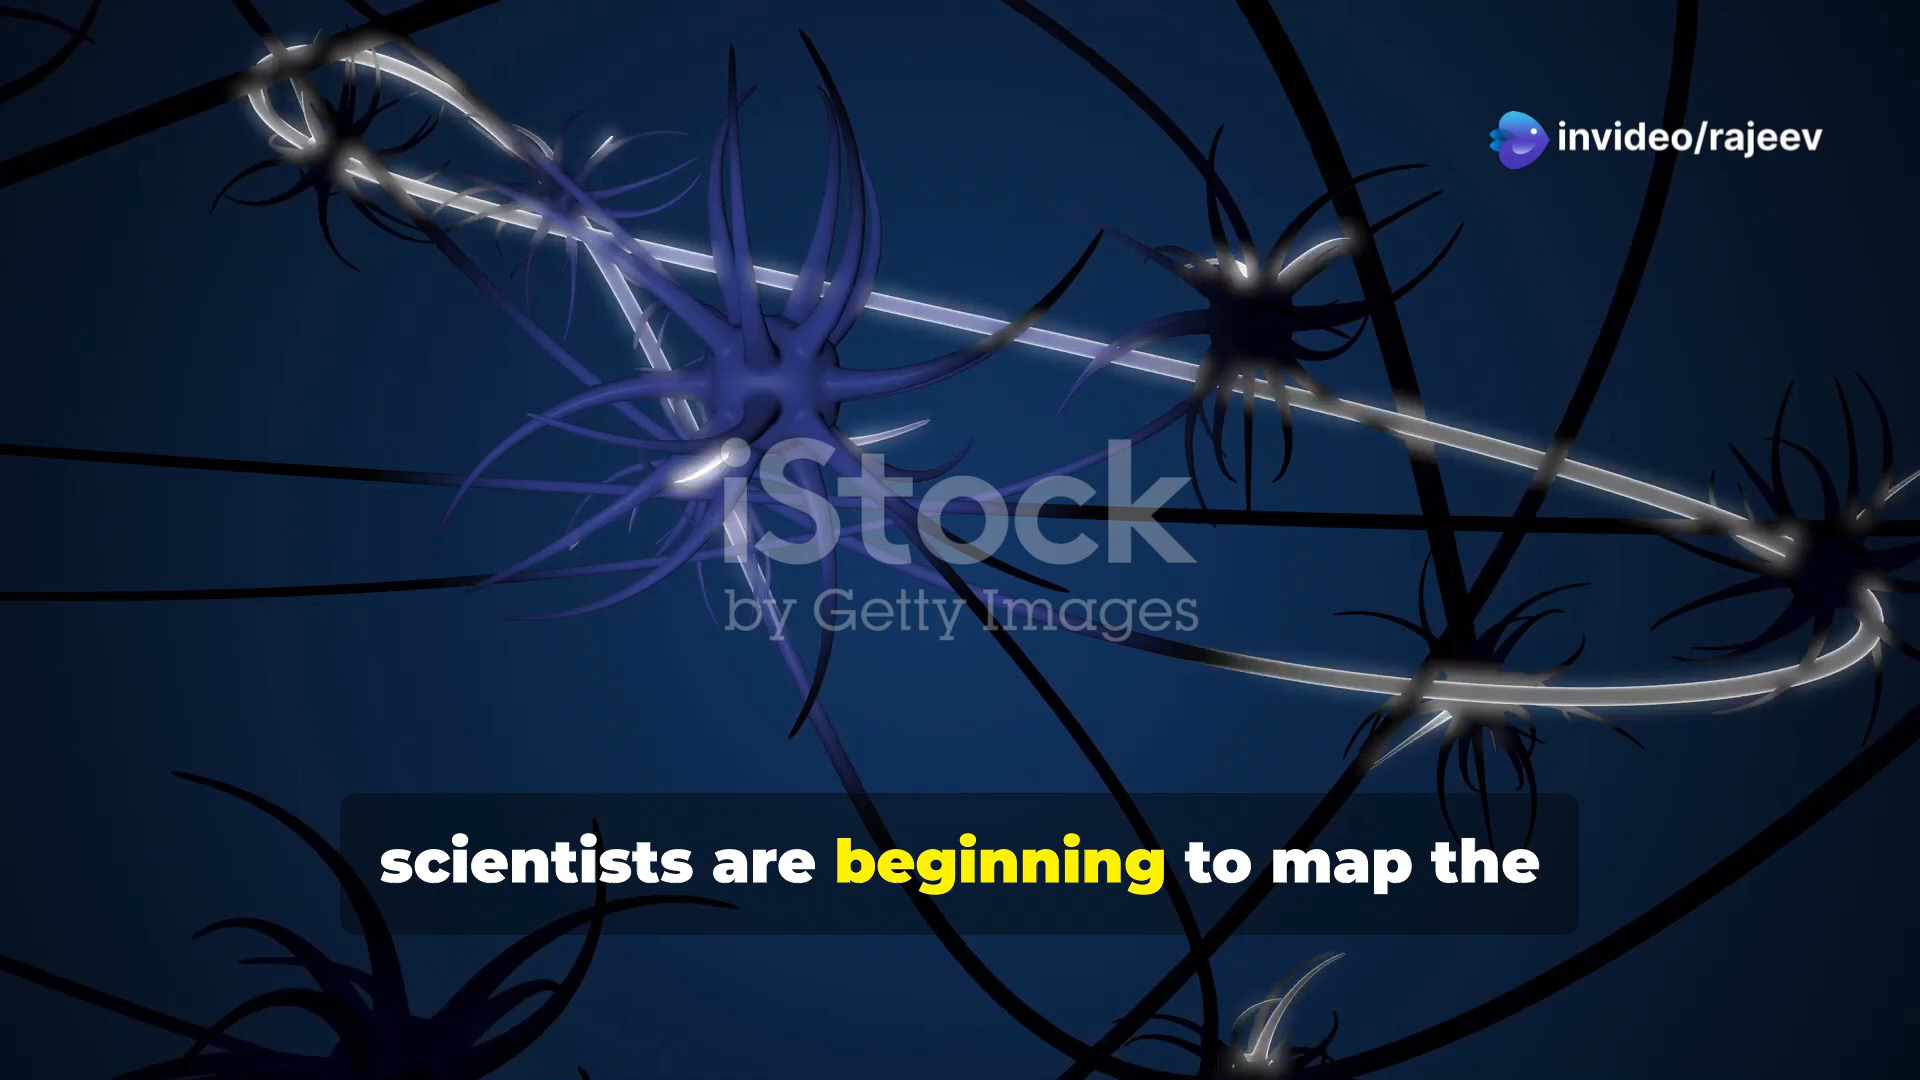 invideo/rajeev
iStock
by Getty Images
scientists are beginning to map the